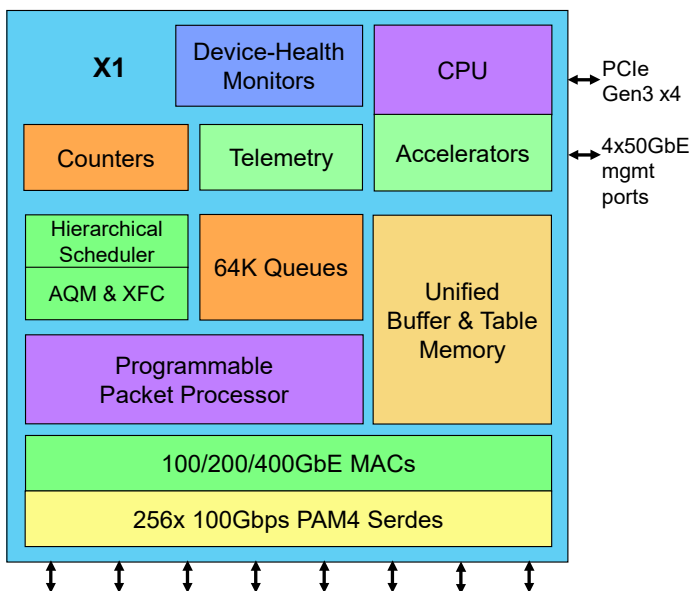 X1
Device-Health
Monitors
CPU
PCIe
Gen3 x4
Counters
Telemetry
Accelerators
4x50GbE
mgmt
ports
Hierarchical
Scheduler
AQM & XFC
64K Queues
Unified
Buffer & Table
Memory
Programmable
Packet Processor
100/200/400GbE MACs
256x 100Gbps PAM4 Serdes